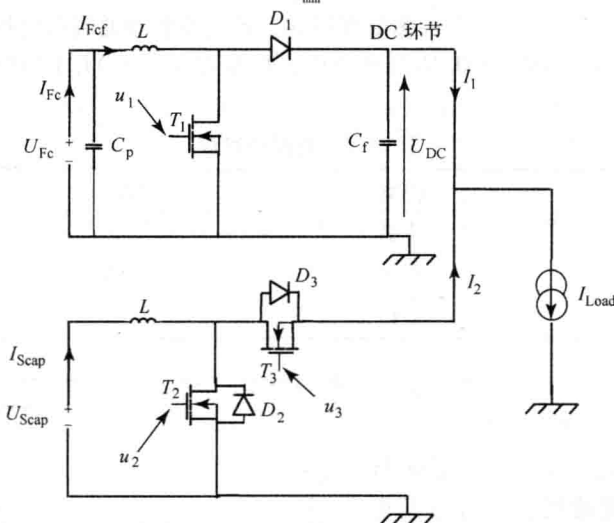 I_Fcf
L
D_1
DC 环节
I_Fc
u_1
T_1
I_1
U_Fc
+
−
C_p
C_f
U_DC
I_2
I_Load
D_3
L
I_Scap
T_3
u_3
T_2
D_2
U_Scap
+
−
u_2